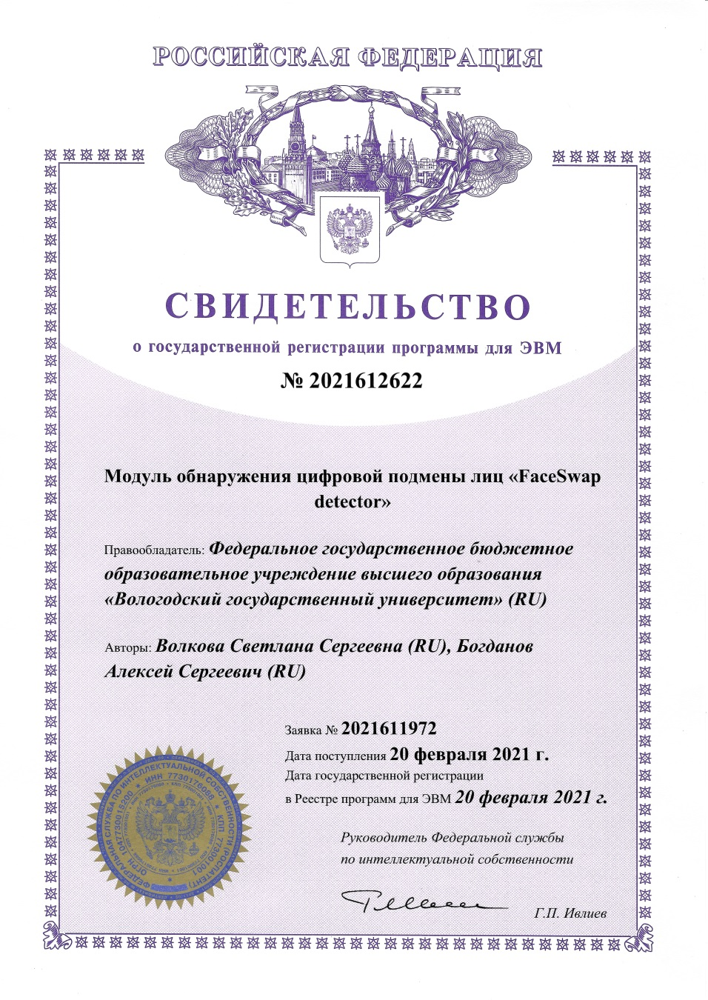 РОССИЙСКАЯ ФЕДЕРАЦИЯ
СВИДЕТЕЛЬСТВО
о государственной регистрации программы для ЭВМ
№ 2021612622
Модуль обнаружения цифровой подмены лиц «FaceSwap
detector»
Правообладатель: Федеральное государственное бюджетное
образовательное учреждение высшего образования
«Вологодский государственный университет» (RU)
Авторы: Волкова Светлана Сергеевна (RU), Богданов
Алексей Сергеевич (RU)
Заявка № 2021611972
Дата поступления 20 февраля 2021 г.
Дата государственной регистрации
в Реестре программ для ЭВМ 20 февраля 2021 г.
Руководитель Федеральной службы
по интеллектуальной собственности
Г.П. Ивлиев
ФЕДЕРАЛЬНАЯ СЛУЖБА ПО ИНТЕЛЛЕКТУАЛЬНОЙ СОБСТВЕННОСТИ (РОСПАТЕНТ)
ОГРН 1047730015200 * ИНН 7730176088 * КПП 773001001